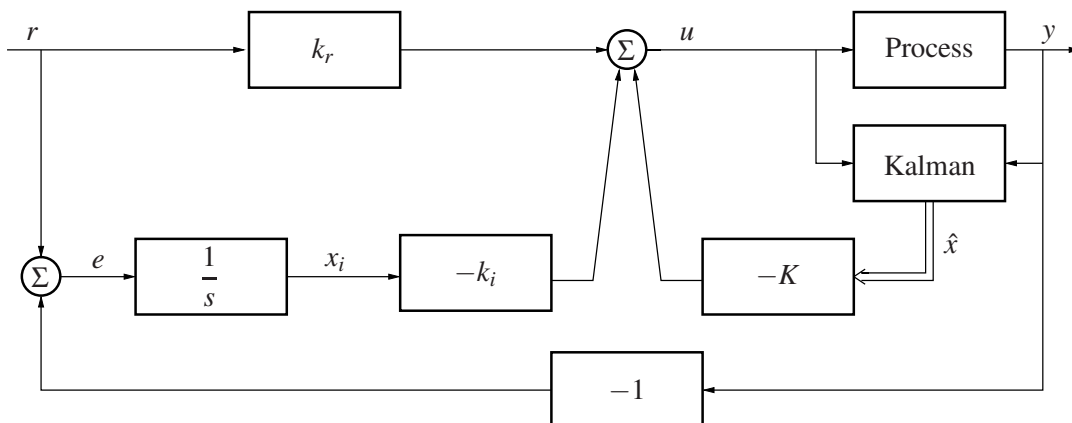 r
k_r
Σ
u
Process
y
Kalman
x̂
Σ
e
1
s
x_i
−k_i
−K
−1